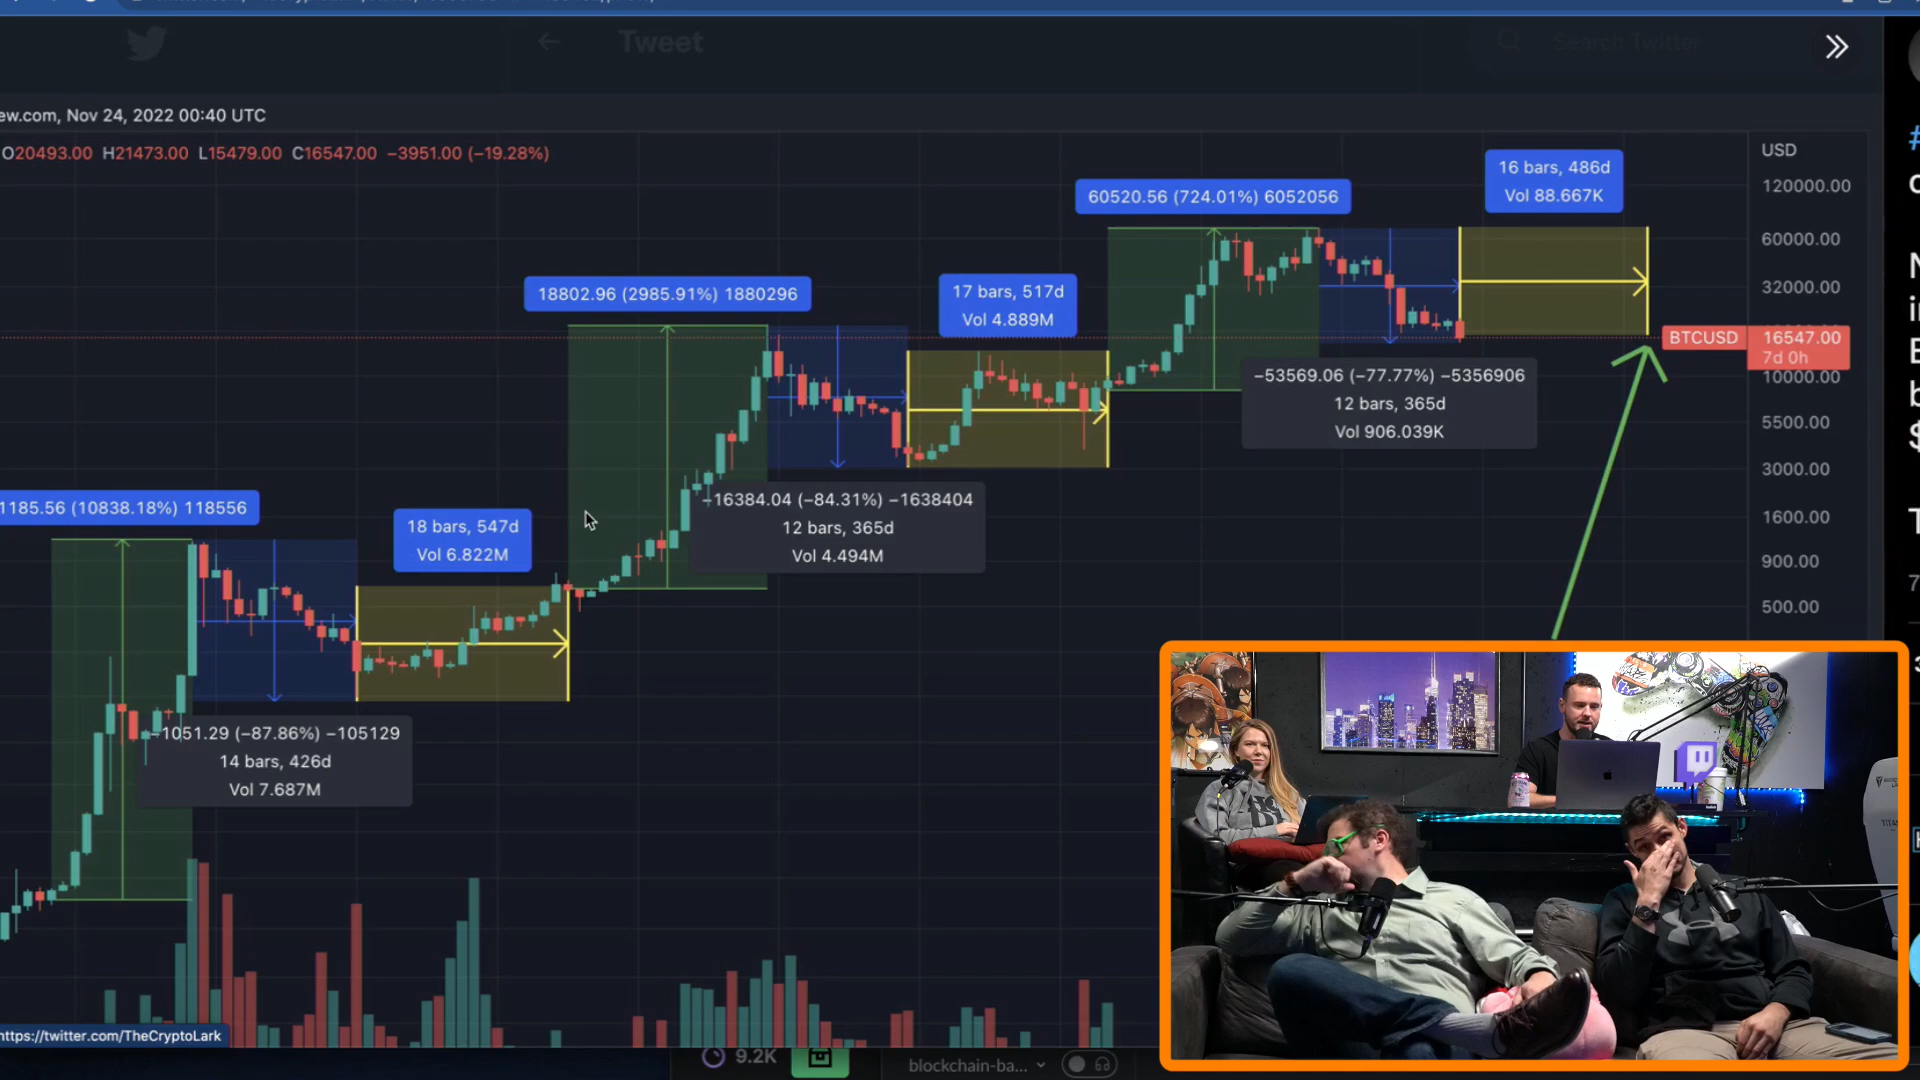 Tweet
Search Twitter
ew.com, Nov 24, 2022 00:40 UTC
O20493.00 H21473.00 L15479.00 C16547.00 −3951.00 (−19.28%)
USD
120000.00
60000.00
32000.00
BTCUSD 16547.00
7d 0h
10000.00
5500.00
3000.00
1600.00
900.00
500.00
16 bars, 486d
Vol 88.667K
60520.56 (724.01%) 6052056
−53569.06 (−77.77%) −5356906
12 bars, 365d
Vol 906.039K
17 bars, 517d
Vol 4.889M
18802.96 (2985.91%) 1880296
−16384.04 (−84.31%) −1638404
12 bars, 365d
Vol 4.494M
18 bars, 547d
Vol 6.822M
1185.56 (10838.18%) 118556
−1051.29 (−87.86%) −105129
14 bars, 426d
Vol 7.687M
https://twitter.com/TheCryptoLark
9.2K
blockchain-ba...